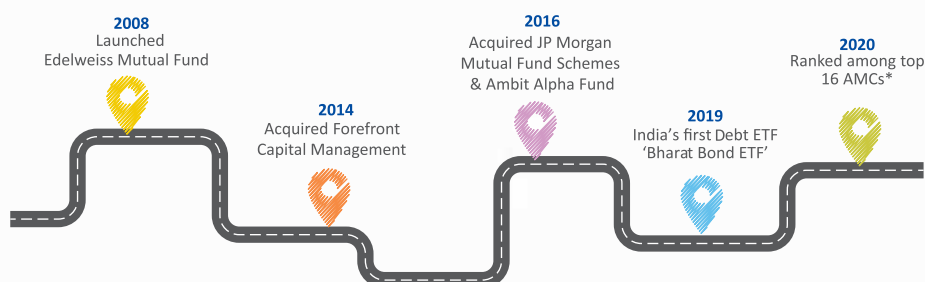 2008
Launched
Edelweiss Mutual Fund
2014
Acquired Forefront
Capital Management
2016
Acquired JP Morgan
Mutual Fund Schemes
& Ambit Alpha Fund
2019
India’s first Debt ETF
‘Bharat Bond ETF’
2020
Ranked among top
16 AMCs*